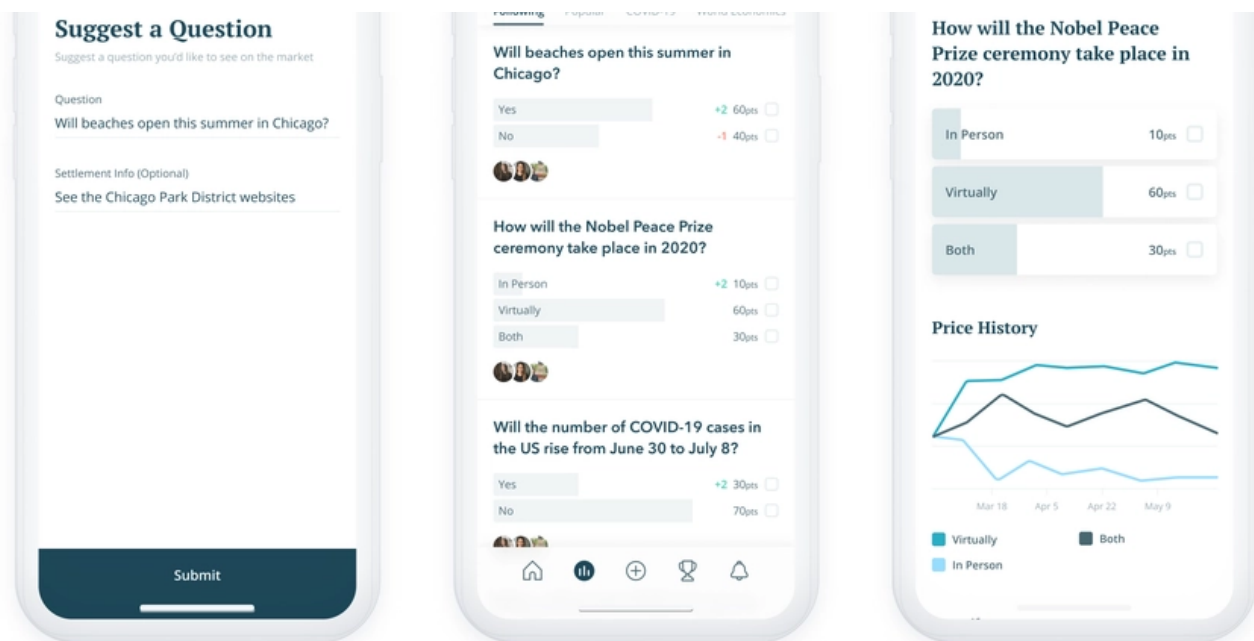 Suggest a Question
Suggest a question you'd like to see on the market
Question
Will beaches open this summer in Chicago?
Settlement Info (Optional)
See the Chicago Park District websites
Submit
Following Popular COVID-19 World Economics
Will beaches open this summer in
Chicago?
Yes +2 60pts
No -1 40pts
How will the Nobel Peace Prize
ceremony take place in 2020?
In Person +2 10pts
Virtually 60pts
Both 30pts
Will the number of COVID-19 cases in
the US rise from June 30 to July 8?
Yes +2 30pts
No 70pts
How will the Nobel Peace
Prize ceremony take place in
2020?
In Person 10pts
Virtually 60pts
Both 30pts
Price History
Mar 18 Apr 5 Apr 22 May 9
Virtually Both
In Person